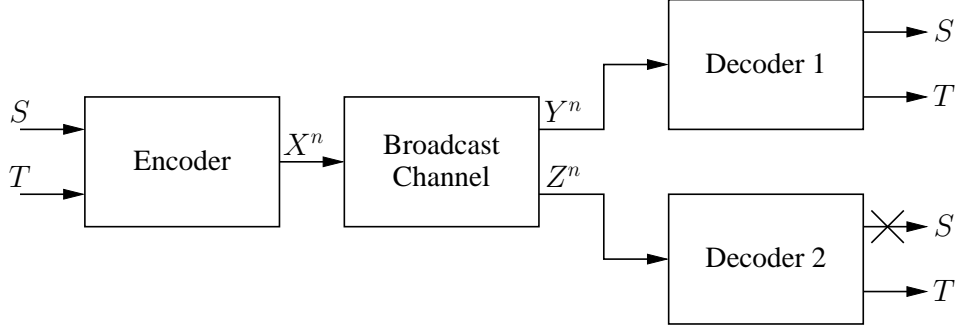 S
T
Encoder
X^n
Broadcast
Channel
Y^n
Z^n
Decoder 1
S
T
Decoder 2
S
T